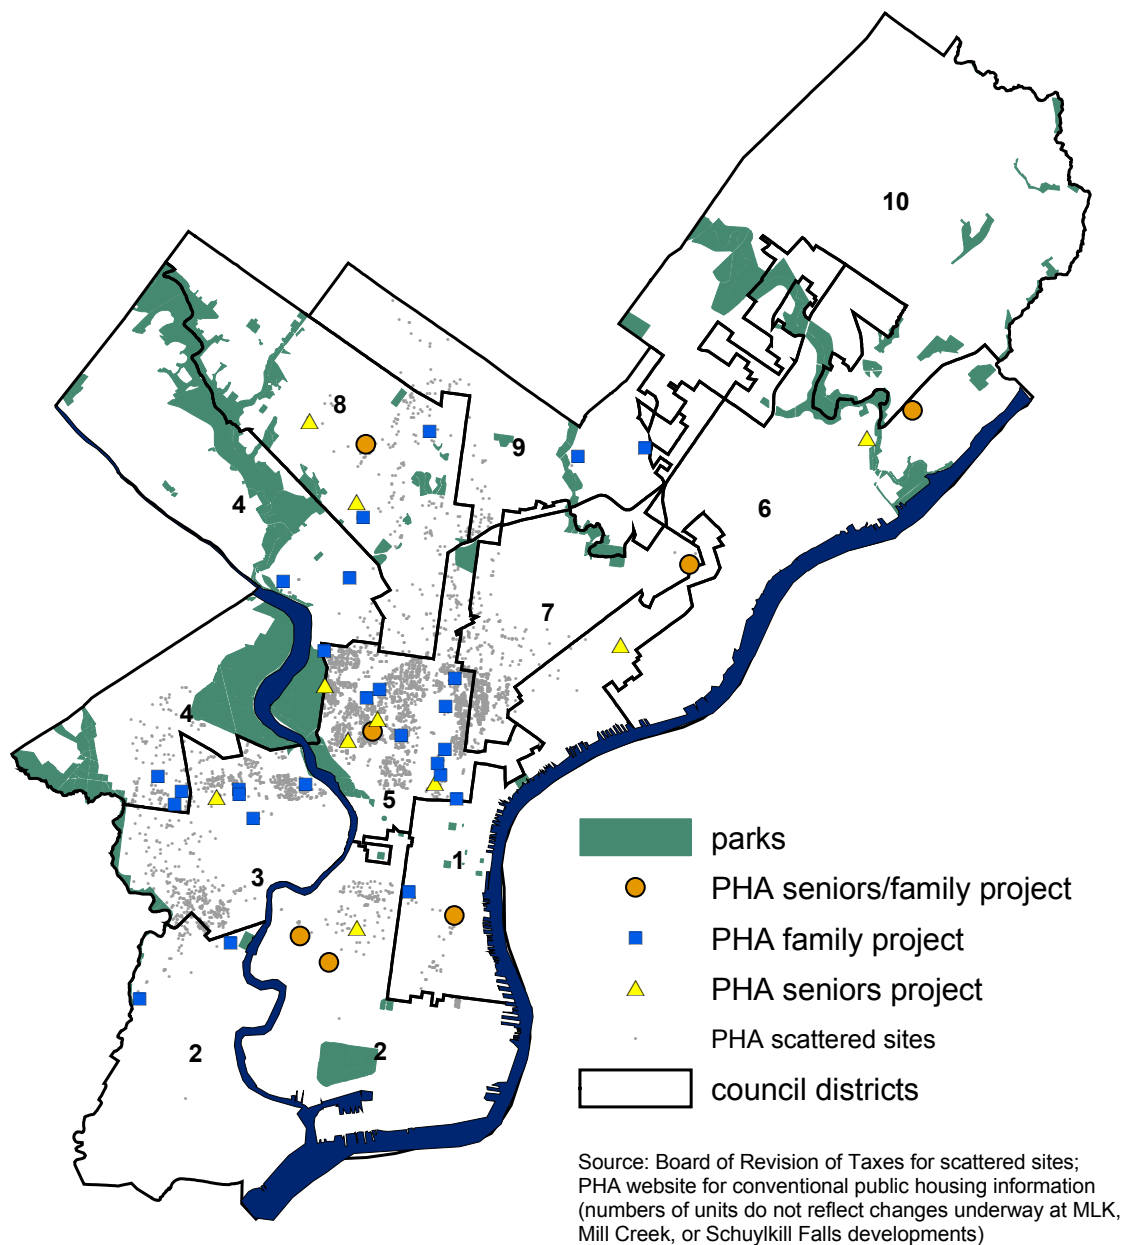 10
8
9
4
6
7
4
5
1
3
2
2
parks
PHA seniors/family project
PHA family project
PHA seniors project
PHA scattered sites
council districts
Source: Board of Revision of Taxes for scattered sites;
PHA website for conventional public housing information
(numbers of units do not reflect changes underway at MLK,
Mill Creek, or Schuylkill Falls developments)